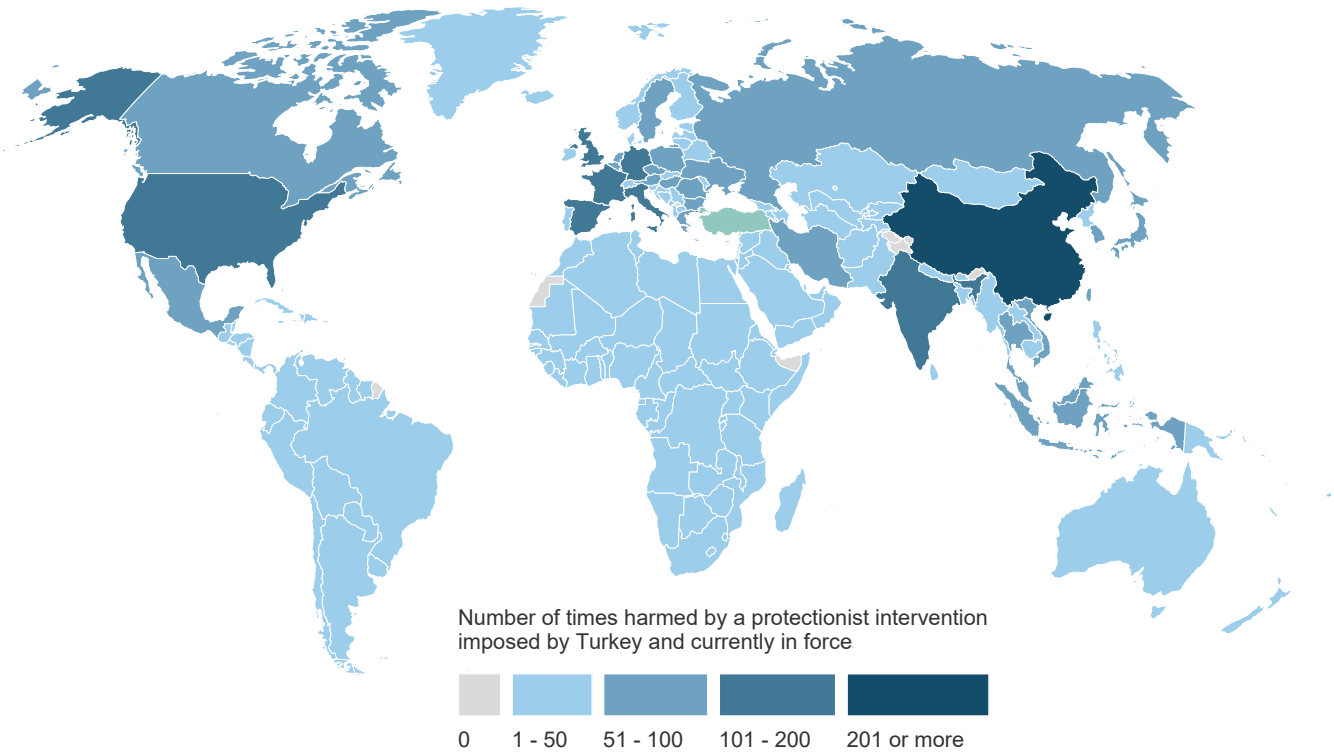 Number of times harmed by a protectionist intervention
imposed by Turkey and currently in force
0 1 - 50 51 - 100 101 - 200 201 or more